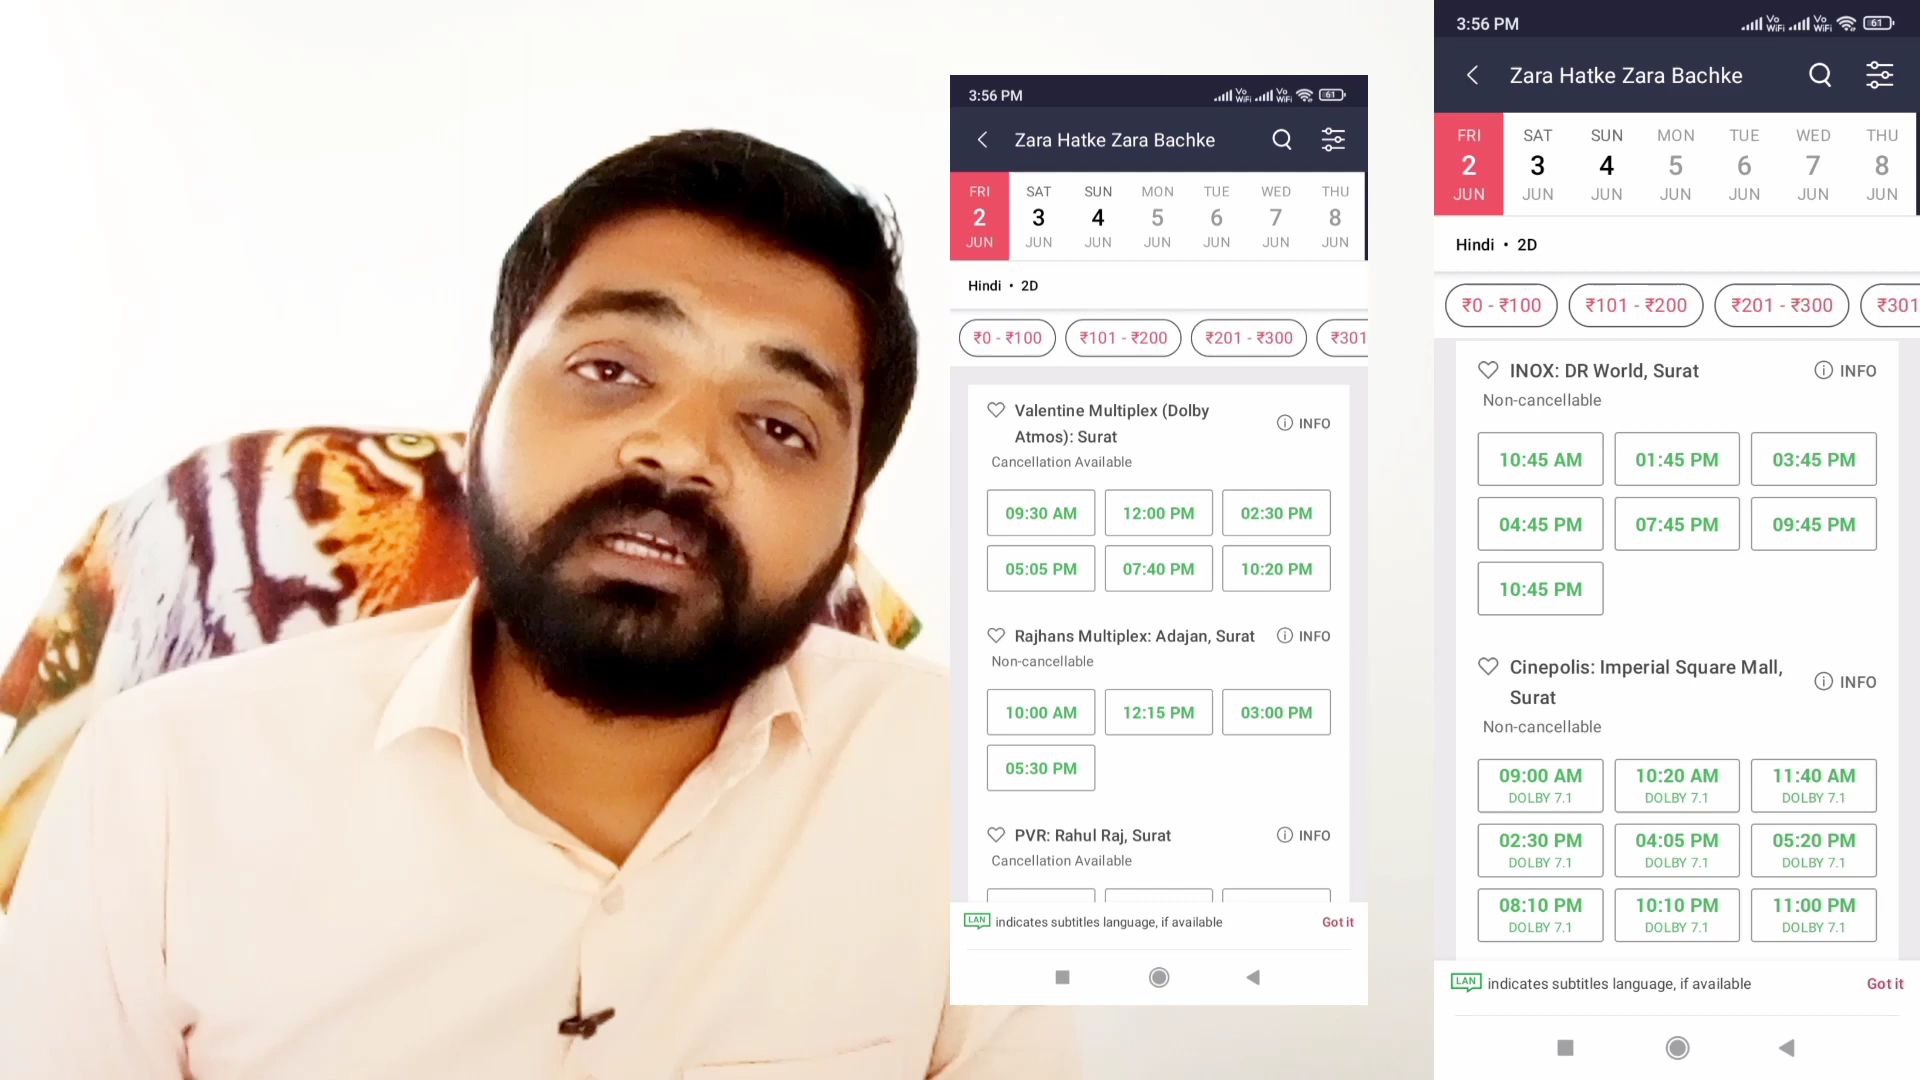 3:56 PM
Vo WiFi Vo WiFi 61
Zara Hatke Zara Bachke
FRI SAT SUN MON TUE WED THU
2 3 4 5 6 7 8
JUN JUN JUN JUN JUN JUN JUN
Hindi • 2D
₹0 - ₹100 ₹101 - ₹200 ₹201 - ₹300 ₹301
Valentine Multiplex (Dolby
Atmos): Surat
INFO
Cancellation Available
09:30 AM 12:00 PM 02:30 PM
05:05 PM 07:40 PM 10:20 PM
Rajhans Multiplex: Adajan, Surat INFO
Non-cancellable
10:00 AM 12:15 PM 03:00 PM
05:30 PM
PVR: Rahul Raj, Surat INFO
Cancellation Available
LAN indicates subtitles language, if available Got it
3:56 PM
Vo WiFi Vo WiFi 61
Zara Hatke Zara Bachke
FRI SAT SUN MON TUE WED THU
2 3 4 5 6 7 8
JUN JUN JUN JUN JUN JUN JUN
Hindi • 2D
₹0 - ₹100 ₹101 - ₹200 ₹201 - ₹300 ₹301
INOX: DR World, Surat INFO
Non-cancellable
10:45 AM 01:45 PM 03:45 PM
04:45 PM 07:45 PM 09:45 PM
10:45 PM
Cinepolis: Imperial Square Mall,
Surat
INFO
Non-cancellable
09:00 AM 10:20 AM 11:40 AM
DOLBY 7.1 DOLBY 7.1 DOLBY 7.1
02:30 PM 04:05 PM 05:20 PM
DOLBY 7.1 DOLBY 7.1 DOLBY 7.1
08:10 PM 10:10 PM 11:00 PM
DOLBY 7.1 DOLBY 7.1 DOLBY 7.1
LAN indicates subtitles language, if available Got it